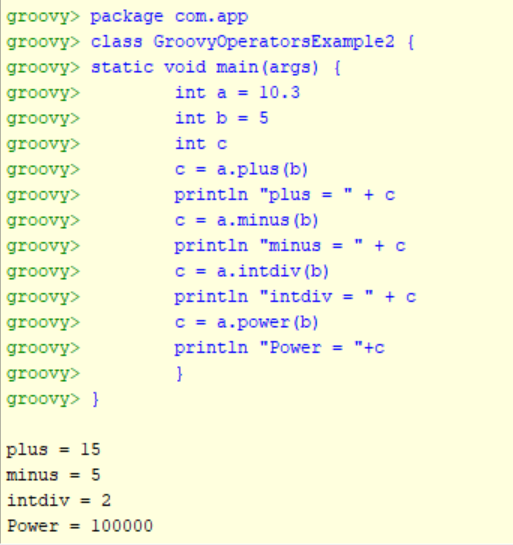 groovy> package com.app
groovy> class GroovyOperatorsExample2 {
groovy> static void main(args) {
groovy>         int a = 10.3
groovy>         int b = 5
groovy>         int c
groovy>         c = a.plus(b)
groovy>         println "plus = " + c
groovy>         c = a.minus(b)
groovy>         println "minus = " + c
groovy>         c = a.intdiv(b)
groovy>         println "intdiv = " + c
groovy>         c = a.power(b)
groovy>         println "Power = "+c
groovy>         }
groovy> }

plus = 15
minus = 5
intdiv = 2
Power = 100000